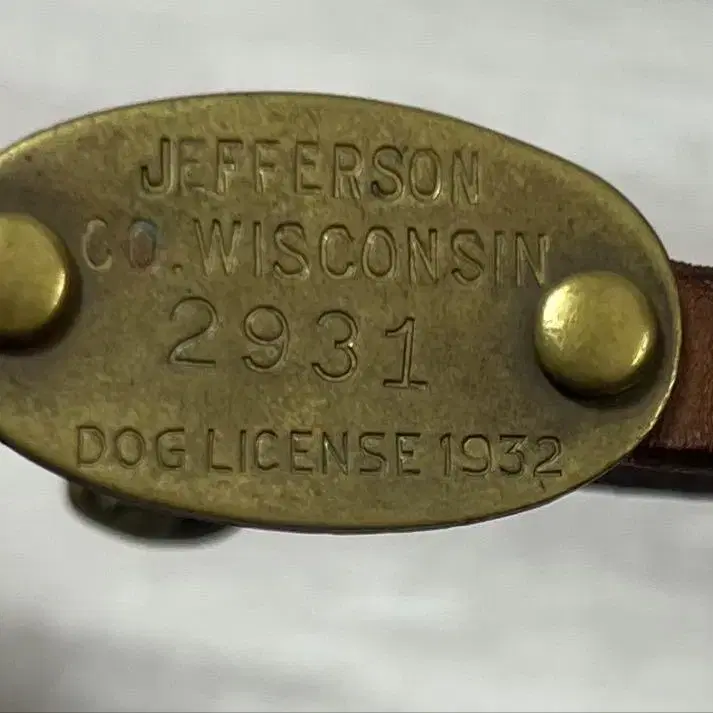 JEFFERSON
CO. WISCONSIN
2931
DOG LICENSE 1932